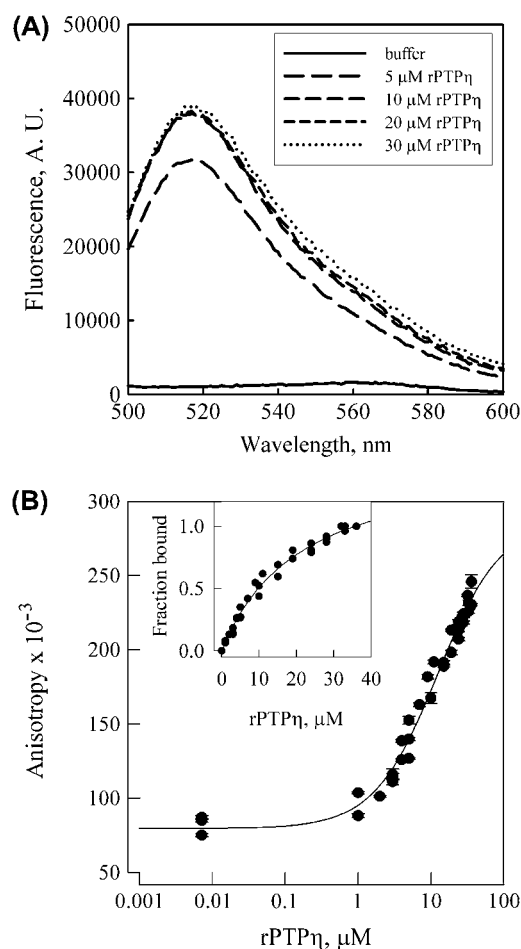 (A)
50000
40000
30000
20000
10000
0
Fluorescence, A. U.
buffer
5 μM rPTPη
10 μM rPTPη
20 μM rPTPη
30 μM rPTPη
500
520
540
560
580
600
Wavelength, nm
(B)
300
250
200
150
100
50
Anisotropy x 10⁻³
1.0
0.5
0.0
Fraction bound
0
10
20
30
40
rPTPη, μM
0.001
0.01
0.1
1
10
100
rPTPη, μM